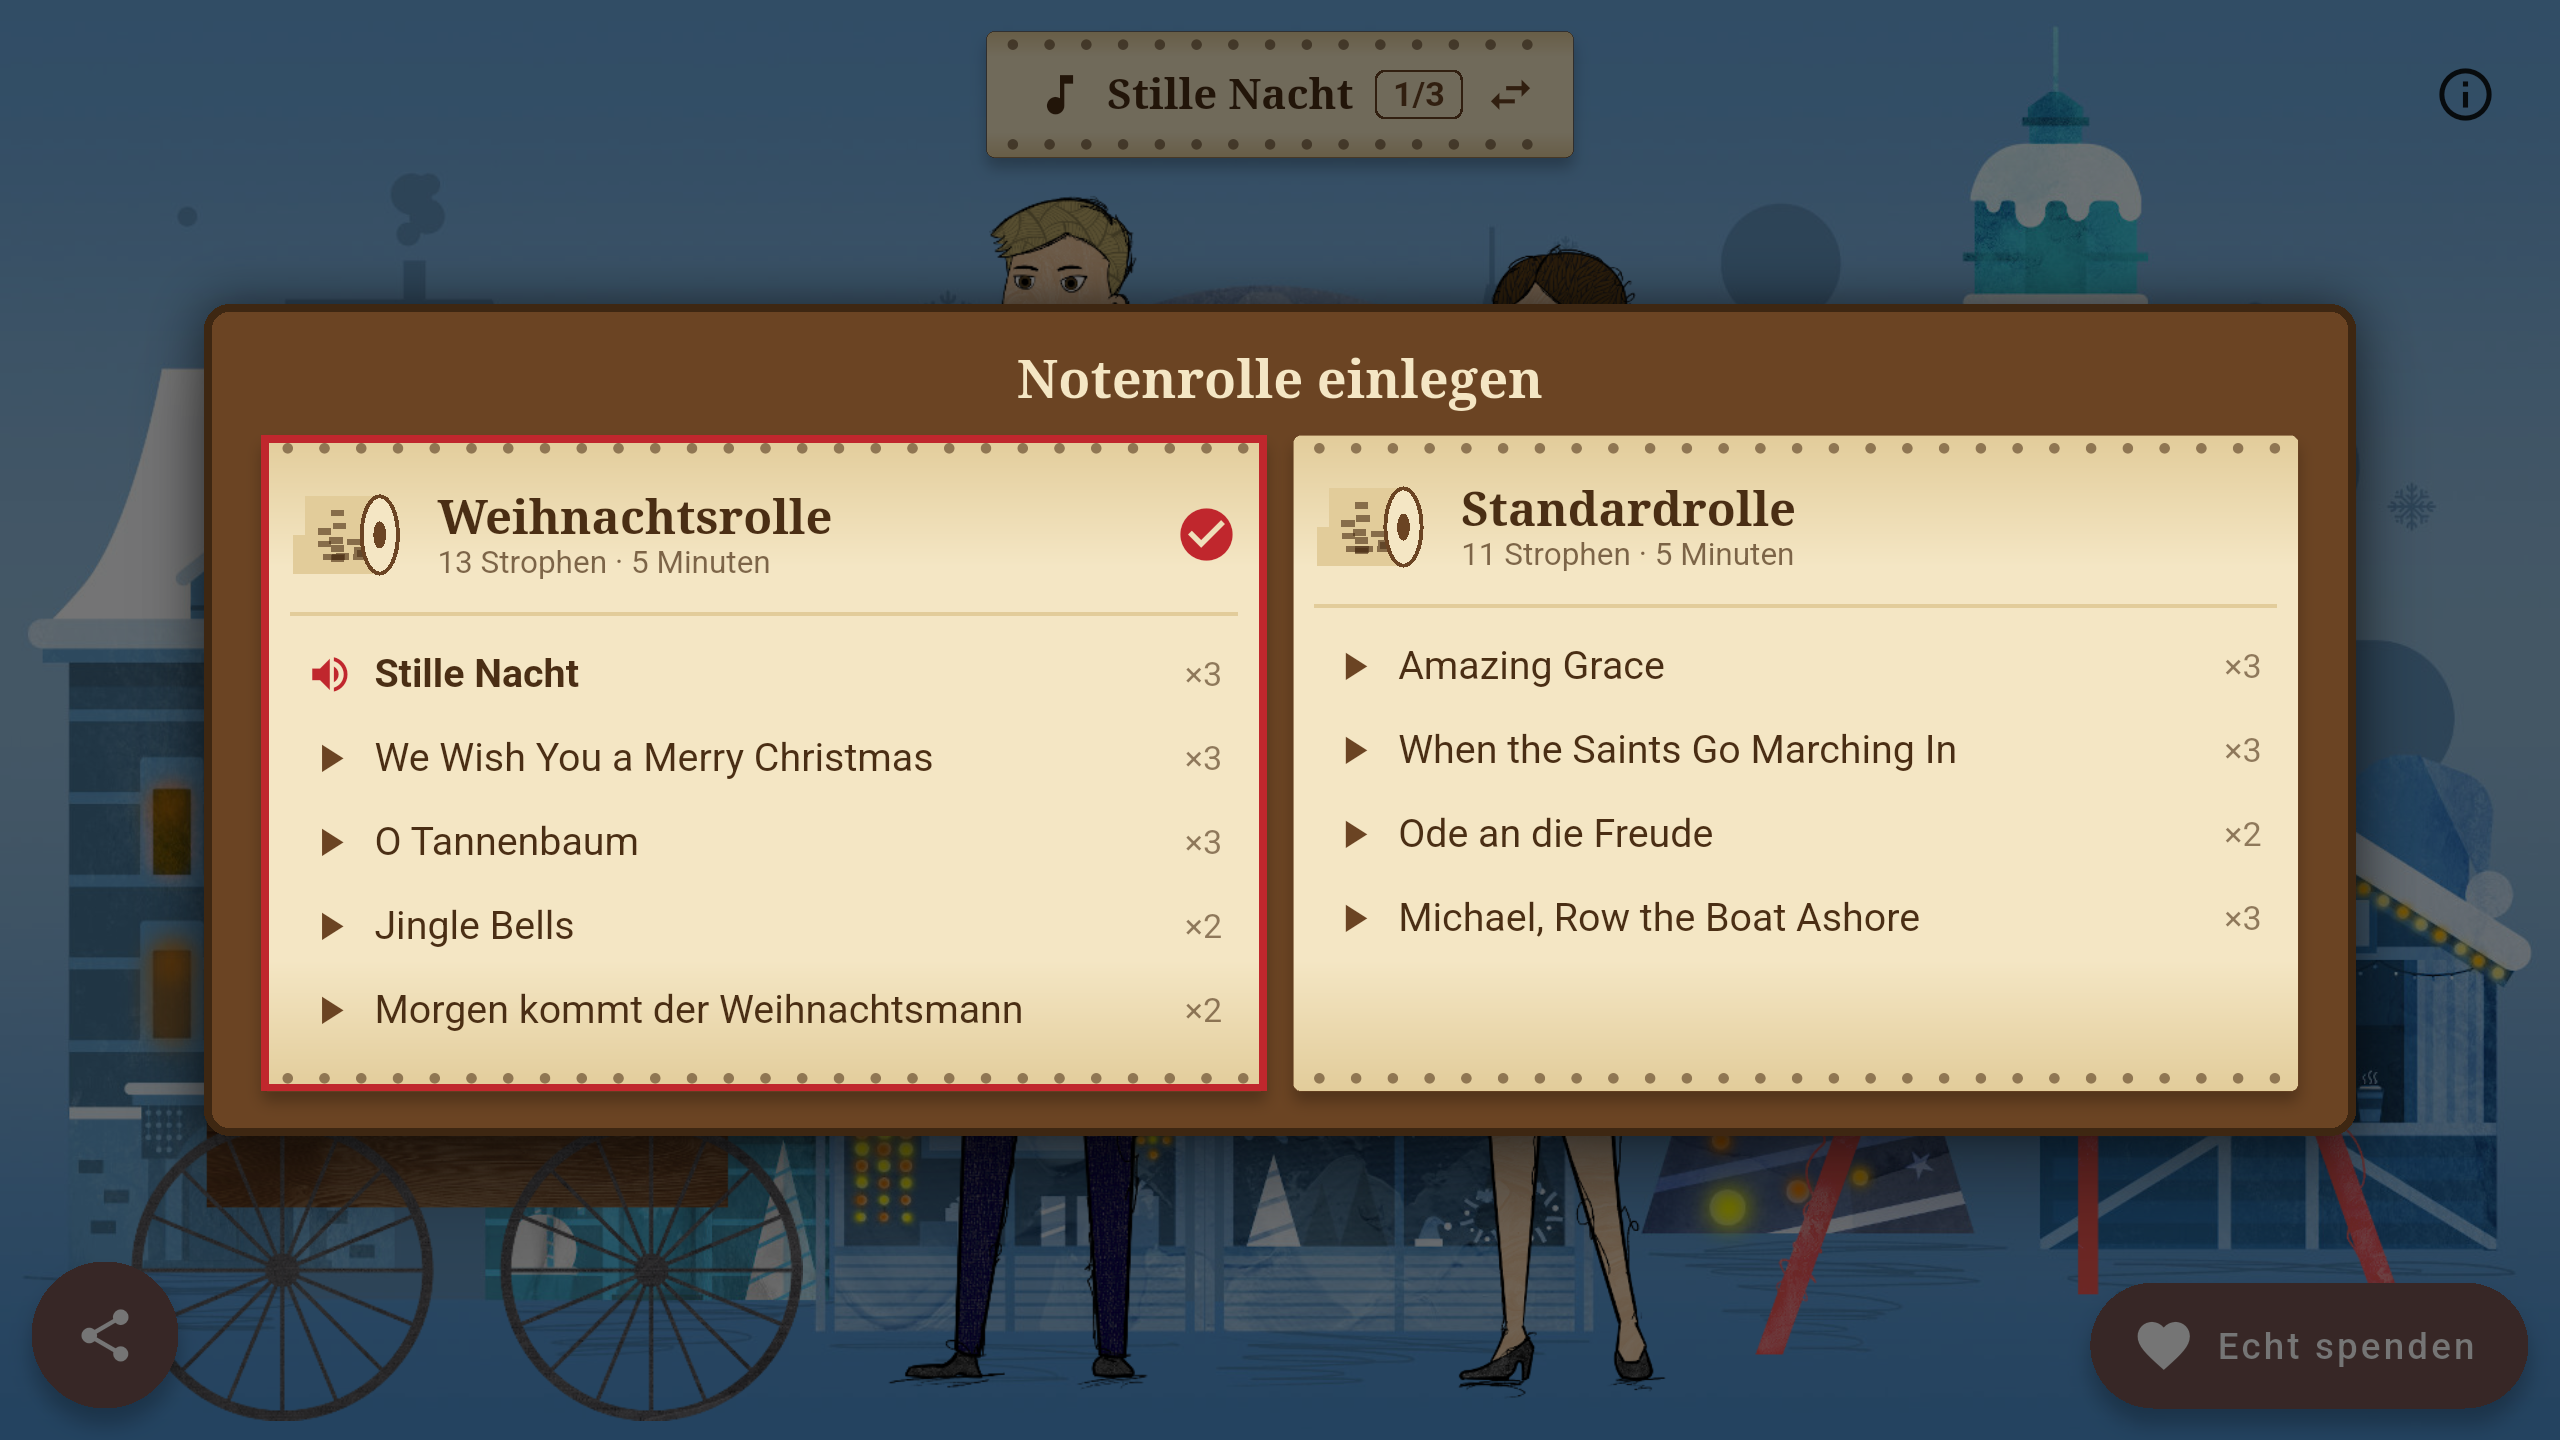 Stille Nacht 1/3
Notenrolle einlegen
Weihnachtsrolle
13 Strophen · 5 Minuten
Stille Nacht ×3
We Wish You a Merry Christmas ×3
O Tannenbaum ×3
Jingle Bells ×2
Morgen kommt der Weihnachtsmann ×2
Standardrolle
11 Strophen · 5 Minuten
Amazing Grace ×3
When the Saints Go Marching In ×3
Ode an die Freude ×2
Michael, Row the Boat Ashore ×3
Echt spenden